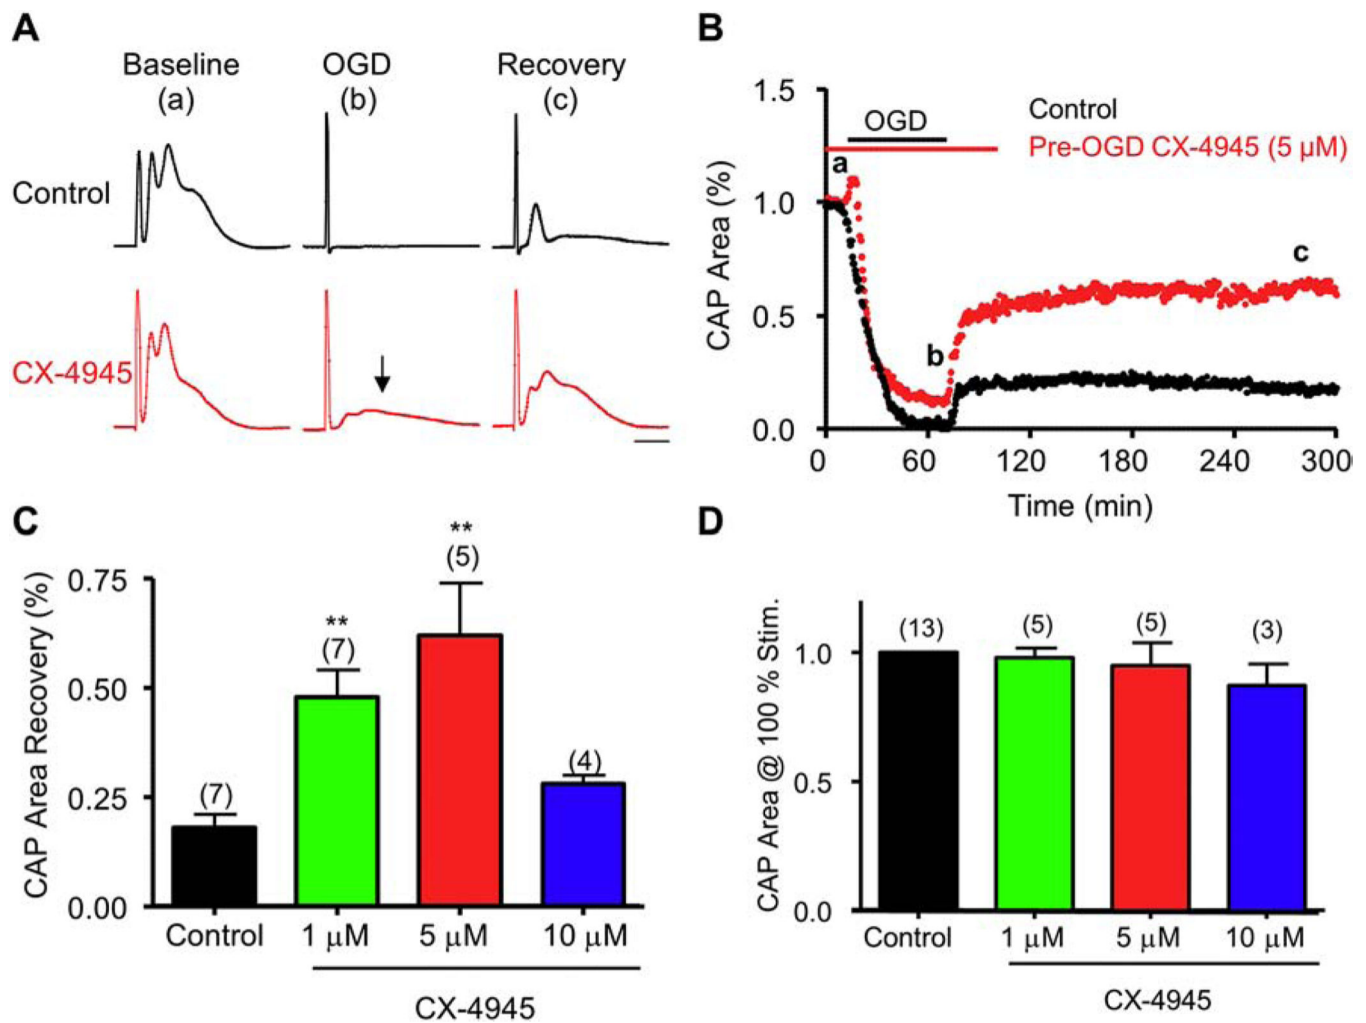 A
Baseline OGD Recovery
(a) (b) (c)
Control
CX-4945
B
1.5
1.0
0.5
0.0
CAP Area (%)
OGD
Control
Pre-OGD CX-4945 (5 µM)
a
b
c
0 60 120 180 240 300
Time (min)
C
CAP Area Recovery (%)
0.75
0.50
0.25
0.00
(7)
**
(7)
**
(5)
(4)
Control 1 µM 5 µM 10 µM
CX-4945
D
CAP Area @ 100 % Stim.
1.0
0.5
0.0
(13) (5) (5) (3)
Control 1 µM 5 µM 10 µM
CX-4945